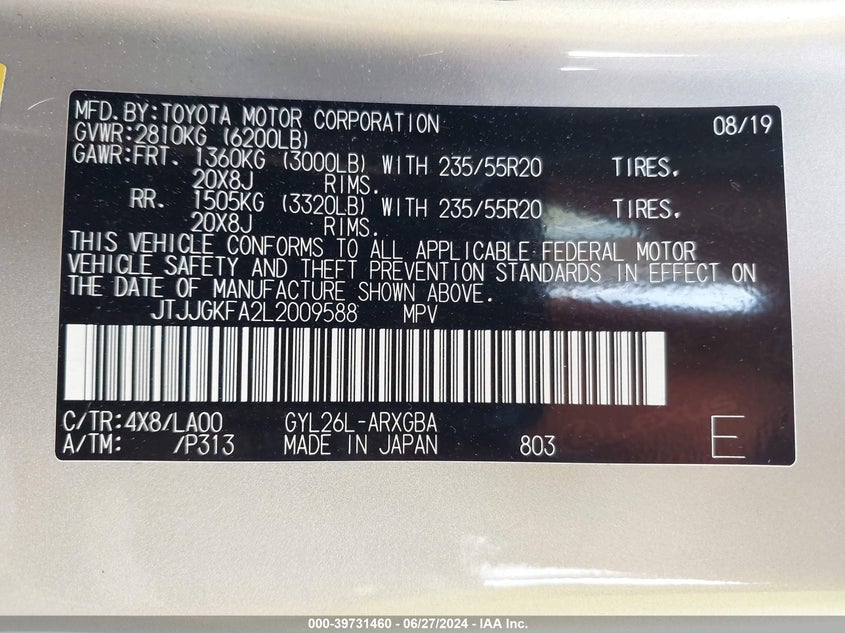 MFD.BY:TOYOTA MOTOR CORPORATION 08/19
GVWR:2810KG (6200LB)
GAWR:FRT. 1360KG (3000LB) WITH 235/55R20 TIRES,
20X8J RIMS.
RR. 1505KG (3320LB) WITH 235/55R20 TIRES,
20X8J RIMS.
THIS VEHICLE CONFORMS TO ALL APPLICABLE FEDERAL MOTOR
VEHICLE SAFETY AND THEFT PREVENTION STANDARDS IN EFFECT ON
THE DATE OF MANUFACTURE SHOWN ABOVE.
JTJJGKFA2L2009588 MPV
C/TR:4X8/LA00 GYL26L-ARXGBA
A/TM: /P313 MADE IN JAPAN 803 E
000-39731460 - 06/27/2024 - IAA Inc.